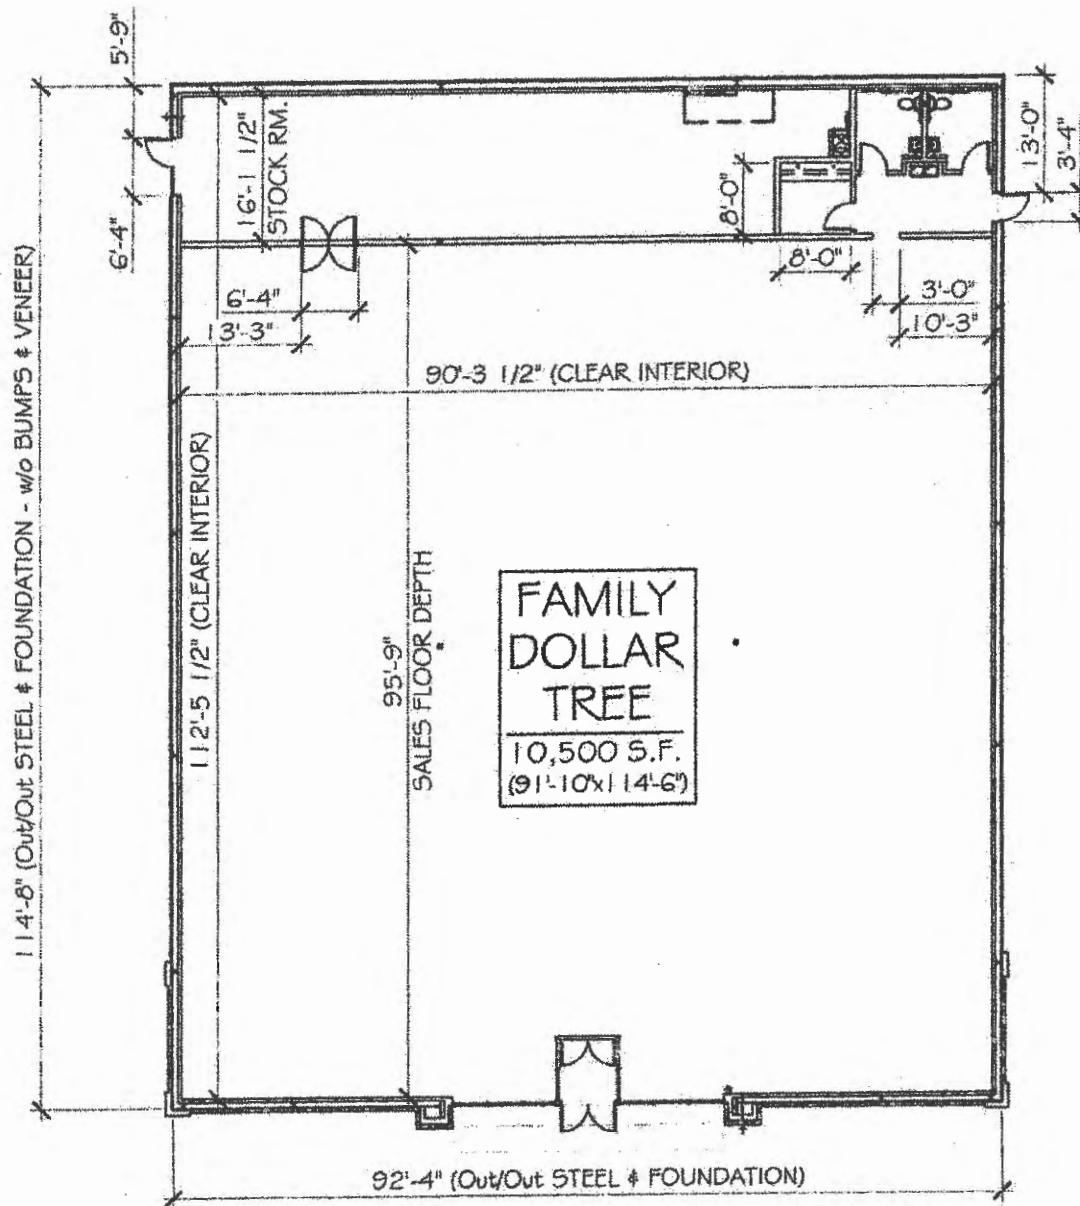 5'-9"
6'-4"
114'-8" (Out/Out STEEL & FOUNDATION - w/o BUMPS & VENEER)
16'-1 1/2"
STOCK RM.
6'-4"
13'-3"
8'-0"
8'-0"
3'-0"
10'-3"
13'-0"
3'-4"
90'-3 1/2" (CLEAR INTERIOR)
112'-5 1/2" (CLEAR INTERIOR)
95'-9"
SALES FLOOR DEPTH
FAMILY
DOLLAR
TREE
10,500 S.F.
(91'-10"x114'-6")
92'-4" (Out/Out STEEL & FOUNDATION)